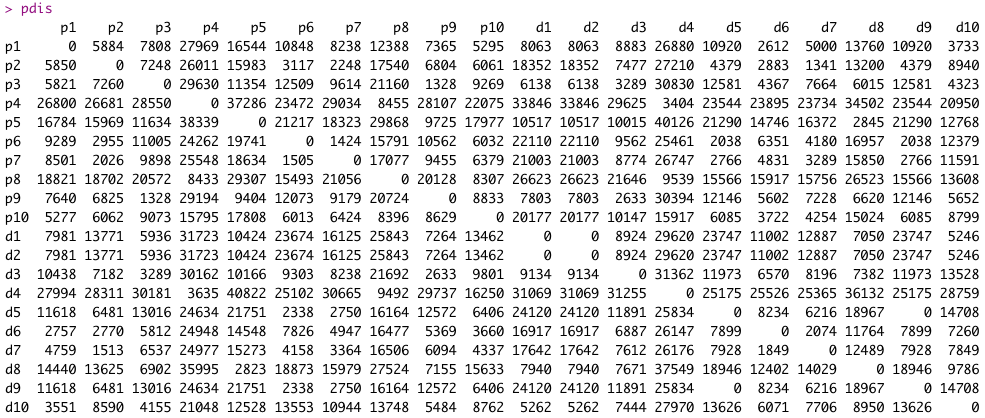 > pdis
p1 p2 p3 p4 p5 p6 p7 p8 p9 p10 d1 d2 d3 d4 d5 d6 d7 d8 d9 d10
p1 0 5884 7808 27969 16544 10848 8238 12388 7365 5295 8063 8063 8883 26880 10920 2612 5000 13760 10920 3733
p2 5850 0 7248 26011 15983 3117 2248 17540 6804 6061 18352 18352 7477 27210 4379 2883 1341 13200 4379 8940
p3 5821 7260 0 29630 11354 12509 9614 21160 1328 9269 6138 6138 3289 30830 12581 4367 7664 6015 12581 4323
p4 26800 26681 28550 0 37286 23472 29034 8455 28107 22075 33846 33846 29625 3404 23544 23895 23734 34502 23544 20950
p5 16784 15969 11634 38339 0 21217 18323 29868 9725 17977 10517 10517 10015 40126 21290 14746 16372 2845 21290 12768
p6 9289 2955 11005 24262 19741 0 1424 15791 10562 6032 22110 22110 9562 25461 2038 6351 4180 16957 2038 12379
p7 8501 2026 9898 25548 18634 1505 0 17077 9455 6379 21003 21003 8774 26747 2766 4831 3289 15850 2766 11591
p8 18821 18702 20572 8433 29307 15493 21056 0 20128 8307 26623 26623 21646 9539 15566 15917 15756 26523 15566 13608
p9 7640 6825 1328 29194 9404 12073 9179 20724 0 8833 7803 7803 2633 30394 12146 5602 7228 6620 12146 5652
p10 5277 6062 9073 15795 17808 6013 6424 8396 8629 0 20177 20177 10147 15917 6085 3722 4254 15024 6085 8799
d1 7981 13771 5936 31723 10424 23674 16125 25843 7264 13462 0 0 8924 29620 23747 11002 12887 7050 23747 5246
d2 7981 13771 5936 31723 10424 23674 16125 25843 7264 13462 0 0 8924 29620 23747 11002 12887 7050 23747 5246
d3 10438 7182 3289 30162 10166 9303 8238 21692 2633 9801 9134 9134 0 31362 11973 6570 8196 7382 11973 13528
d4 27994 28311 30181 3635 40822 25102 30665 9492 29737 16250 31069 31069 31255 0 25175 25526 25365 36132 25175 28759
d5 11618 6481 13016 24634 21751 2338 2750 16164 12572 6406 24120 24120 11891 25834 0 8234 6216 18967 0 14708
d6 2757 2770 5812 24948 14548 7826 4947 16477 5369 3660 16917 16917 6887 26147 7899 0 2074 11764 7899 7260
d7 4759 1513 6537 24977 15273 4158 3364 16506 6094 4337 17642 17642 7612 26176 7928 1849 0 12489 7928 7849
d8 14440 13625 6902 35995 2823 18873 15979 27524 7155 15633 7940 7940 7671 37549 18946 12402 14029 0 18946 9786
d9 11618 6481 13016 24634 21751 2338 2750 16164 12572 6406 24120 24120 11891 25834 0 8234 6216 18967 0 14708
d10 3551 8590 4155 21048 12528 13553 10944 13748 5484 8762 5262 5262 7444 27970 13626 6071 7706 8950 13626 0